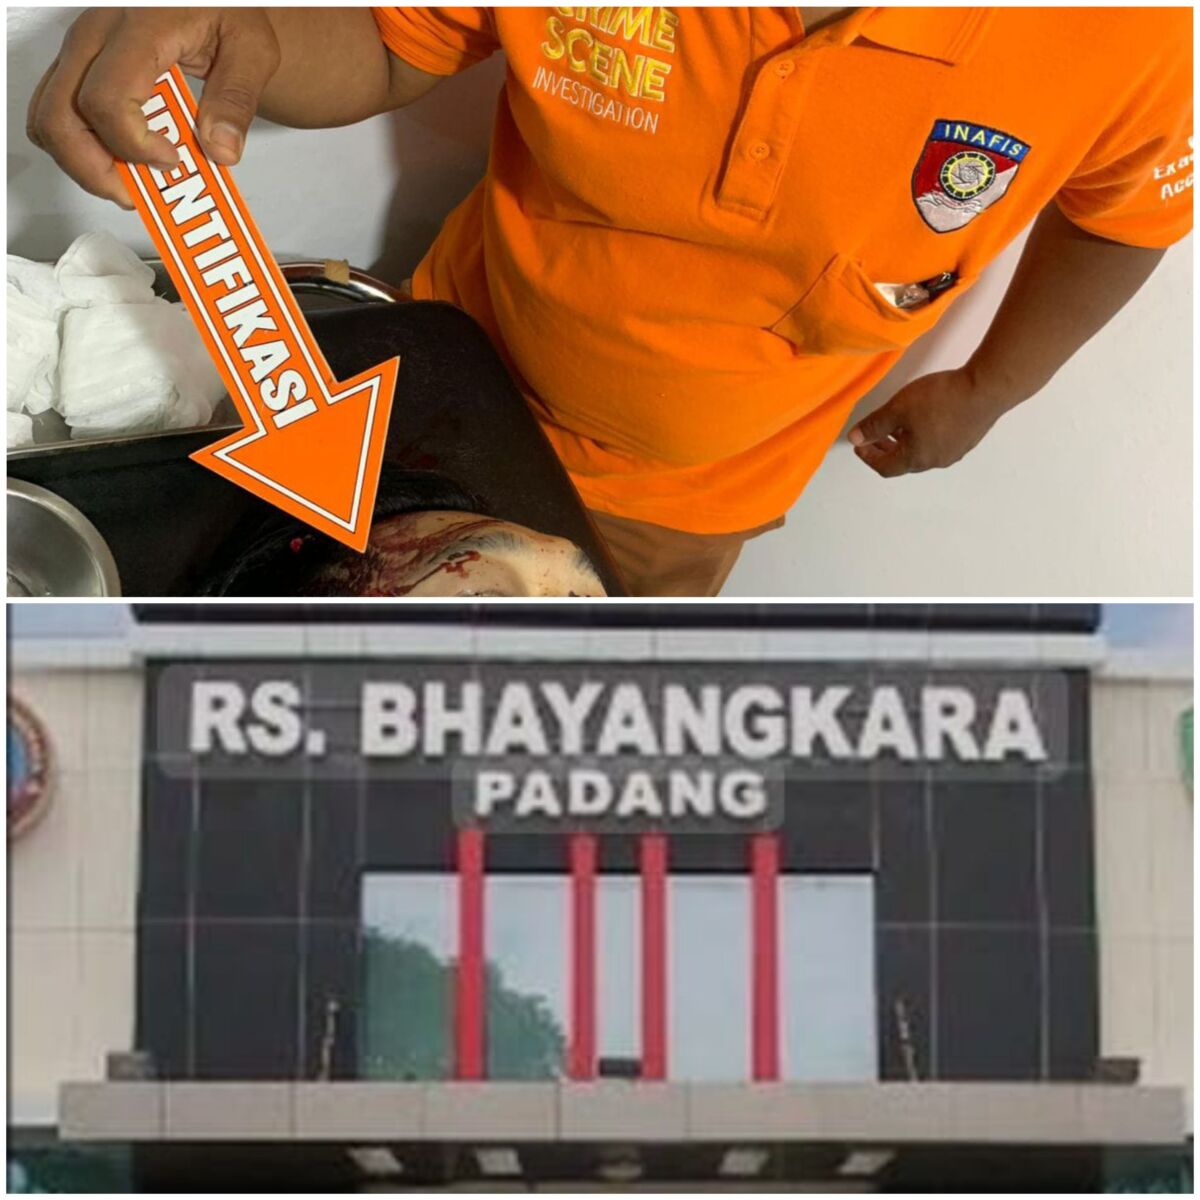 CRIME
SCENE
INVESTIGATION
INAFIS
IDENTIFIKASI
RS. BHAYANGKARA
PADANG